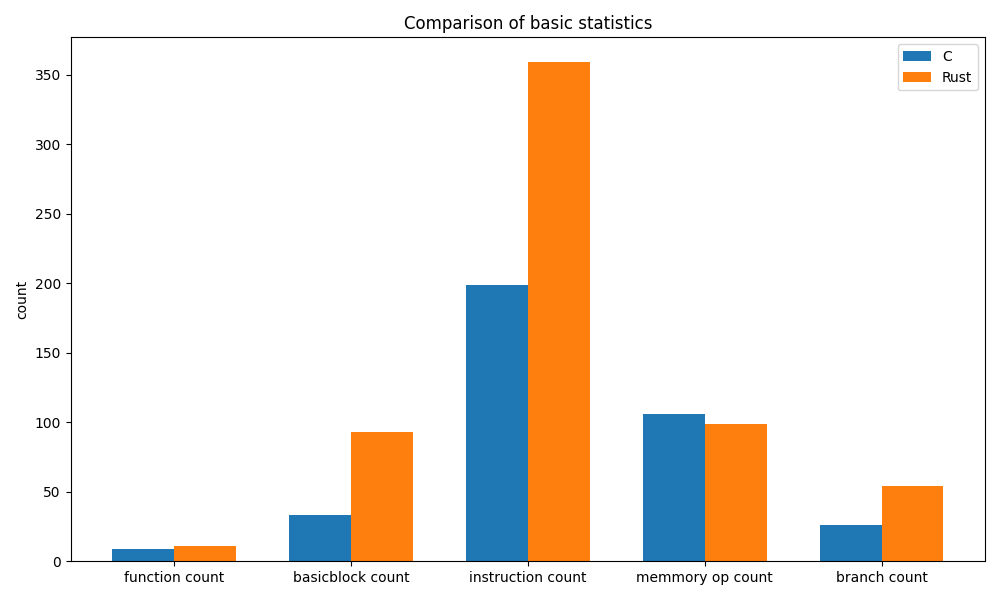 Comparison of basic statistics
C
Rust
count
350
300
250
200
150
100
50
0
function count
basicblock count
instruction count
memmory op count
branch count